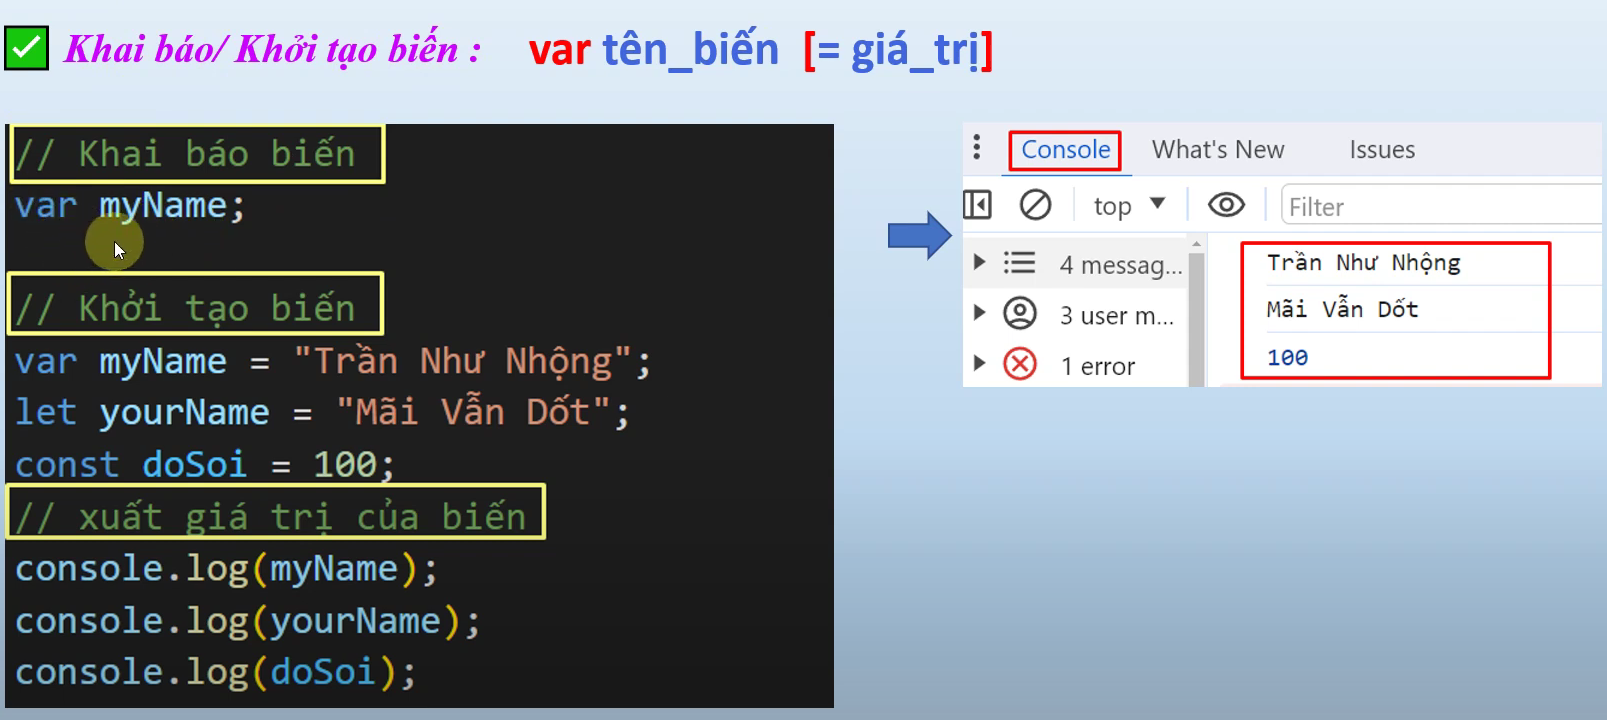 Khai báo/ Khởi tạo biến : var tên_biến [= giá_trị]
// Khai báo biến
var myName;
// Khởi tạo biến
var myName = "Trần Như Nhộng";
let yourName = "Mãi Vẫn Dốt";
const doSoi = 100;
// xuất giá trị của biến
console.log(myName);
console.log(yourName);
console.log(doSoi);
Console What's New Issues
top Filter
4 messag...
3 user m...
1 error
Trần Như Nhộng
Mãi Vẫn Dốt
100